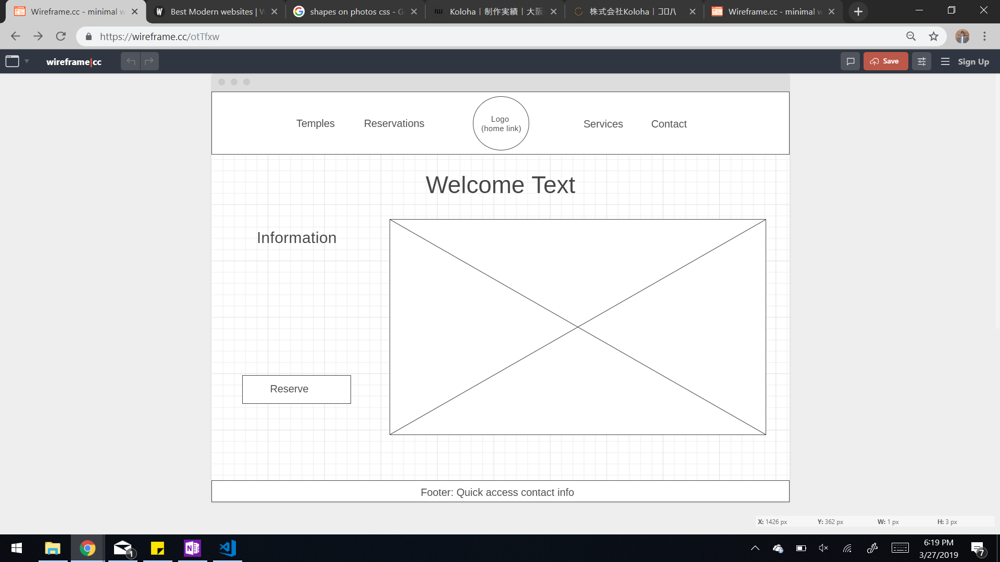 Wireframe.cc - minimal w
Best Modern websites | W
shapes on photos css - G
Koloha | 制作実績 | 大阪
株式会社Koloha | コロハ
Wireframe.cc - minimal w
https://wireframe.cc/otTfxw
wireframe|cc
Save
Sign Up
Temples
Reservations
Logo
(home link)
Services
Contact
Welcome Text
Information
Reserve
Footer: Quick access contact info
X: 1426 px
Y: 362 px
W: 1 px
H: 3 px
1
6:19 PM
3/27/2019
7